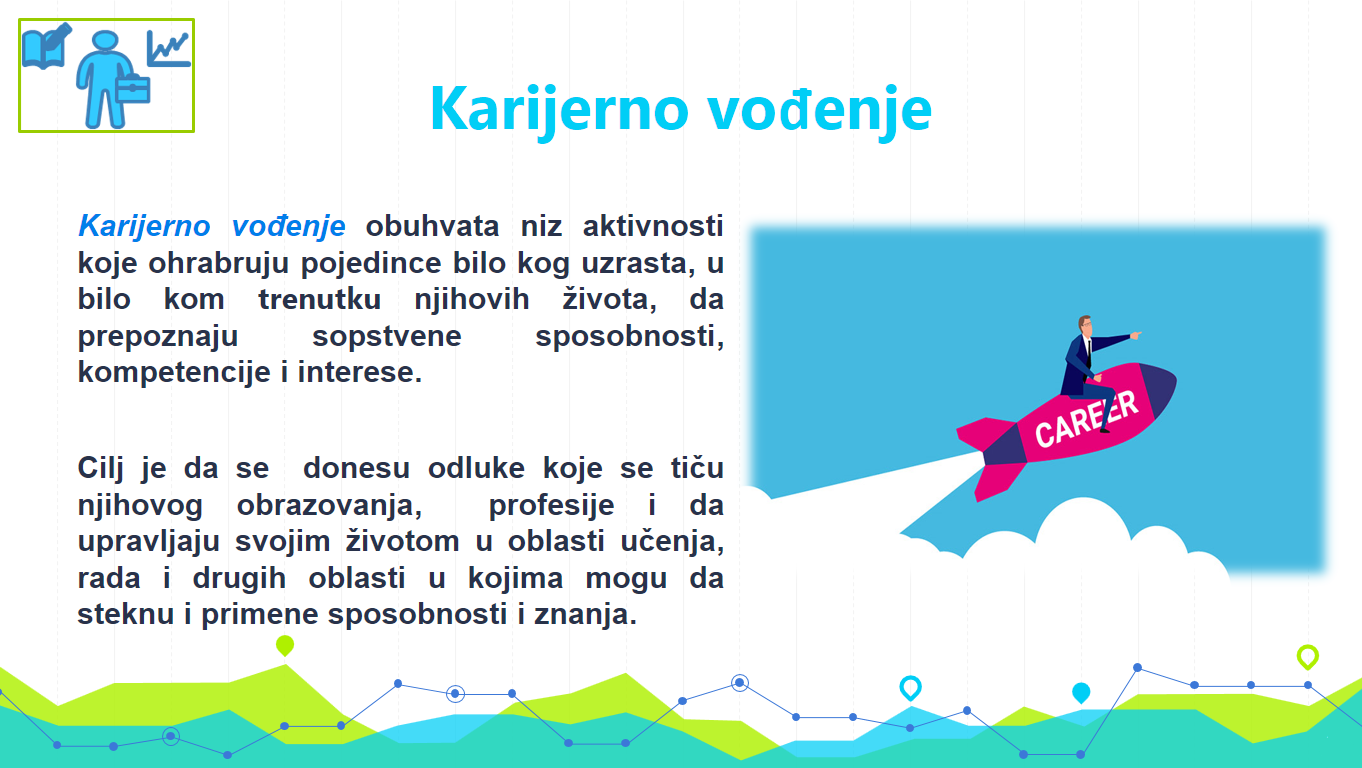 Karijerno vođenje
Karijerno vođenje obuhvata niz aktivnosti
koje ohrabruju pojedince bilo kog uzrasta, u
bilo kom trenutku njihovih života, da
prepoznaju sopstvene sposobnosti,
kompetencije i interese.
Cilj je da se donesu odluke koje se tiču
njihovog obrazovanja, profesije i da
upravljaju svojim životom u oblasti učenja,
rada i drugih oblasti u kojima mogu da
steknu i primene sposobnosti i znanja.
CAREER